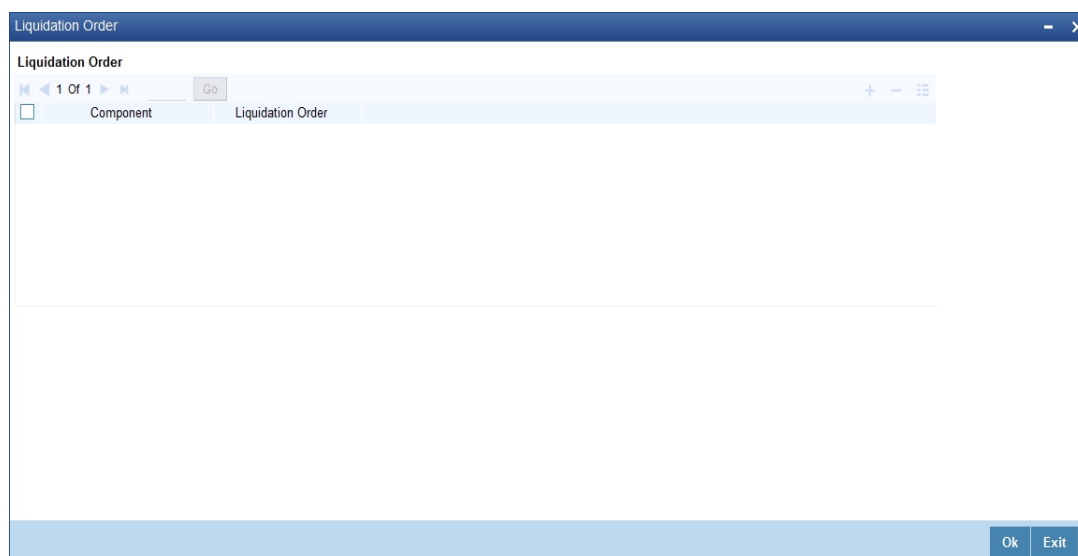 Liquidation Order
Liquidation Order
1 Of 1 Go
Component Liquidation Order
Ok Exit